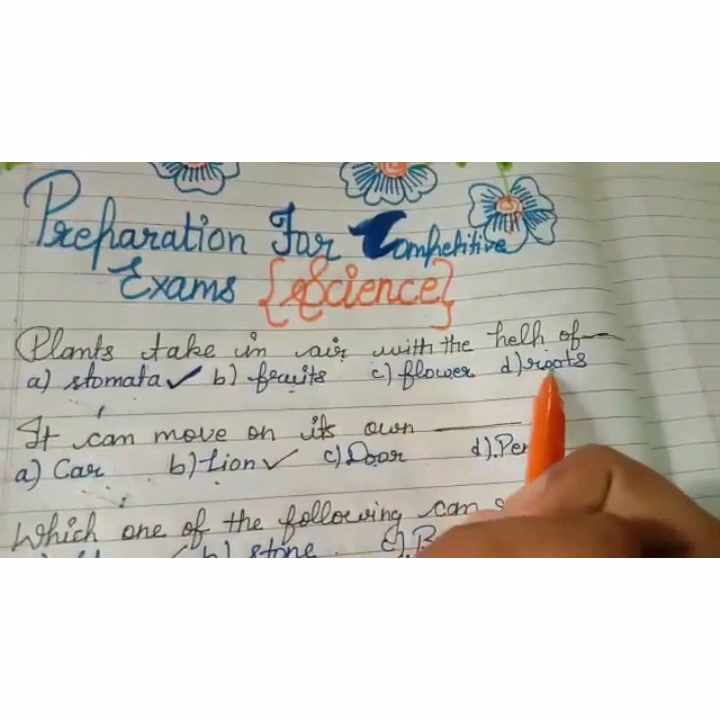 Preparation For Competitive
Exams {Science}
Plants take in air with the help of—
a) stomata ✓ b) fruits c) flower d) roots
It can move on its own ______
a) Car b) Lion ✓ c) Door d). Pen
Which one of the following can
b) stone c).